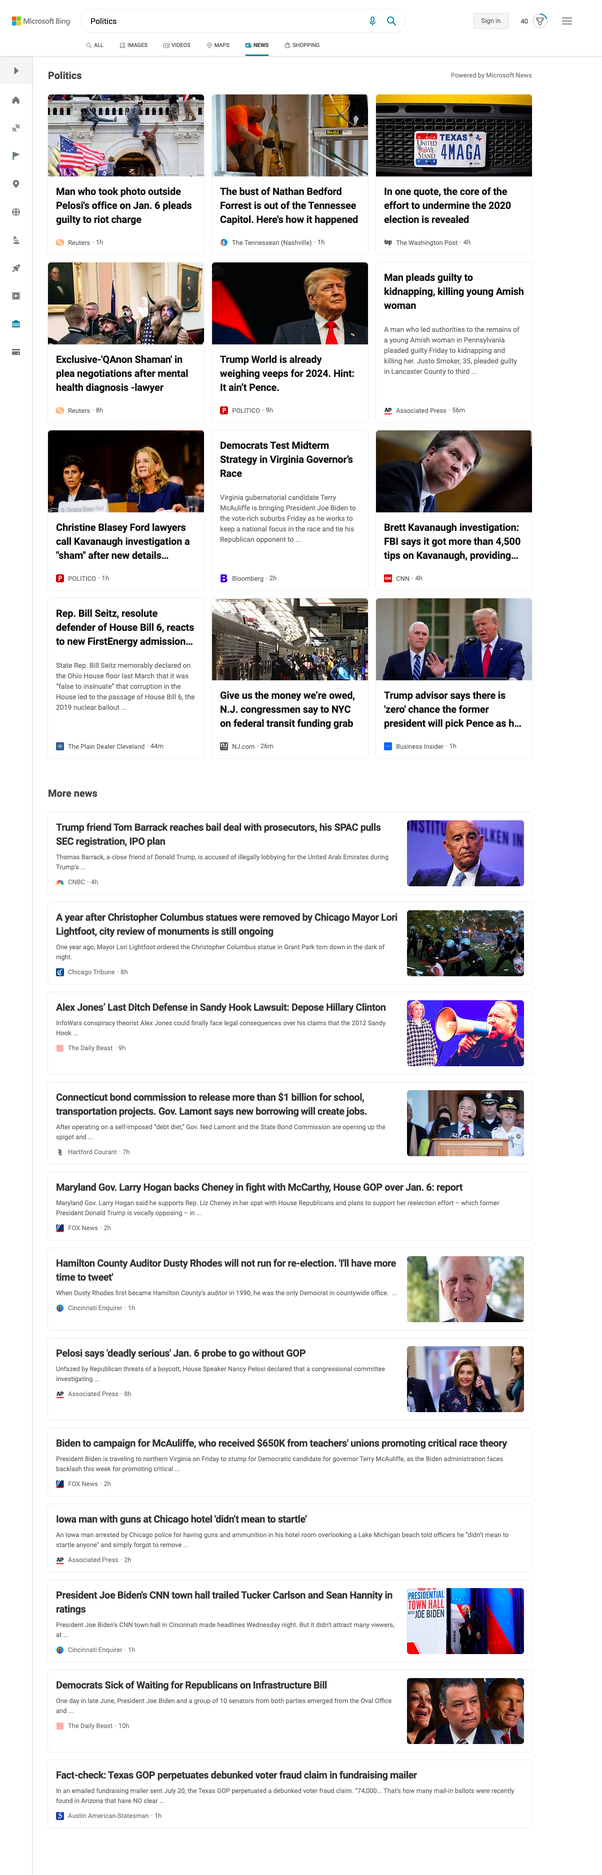 Microsoft Bing
Politics
Sign in
40
ALL
IMAGES
VIDEOS
MAPS
NEWS
SHOPPING
Politics
Powered by Microsoft News
Man who took photo outside
Pelosi's office on Jan. 6 pleads
guilty to riot charge
Reuters · 1h
The bust of Nathan Bedford
Forrest is out of the Tennessee
Capitol. Here's how it happened
The Tennessean (Nashville) · 1h
TEXAS
UNITED
WE
STAND
4MAGA
In one quote, the core of the
effort to undermine the 2020
election is revealed
wp
The Washington Post · 4h
Exclusive-'QAnon Shaman' in
plea negotiations after mental
health diagnosis -lawyer
Reuters · 8h
Trump World is already
weighing veeps for 2024. Hint:
It ain't Pence.
POLITICO · 9h
Man pleads guilty to
kidnapping, killing young Amish
woman
A man who led authorities to the remains of
a young Amish woman in Pennsylvania
pleaded guilty Friday to kidnapping and
killing her. Justo Smoker, 35, pleaded guilty
in Lancaster County to third ...
AP
Associated Press · 56m
Christine Blasey Ford lawyers
call Kavanaugh investigation a
"sham" after new details...
POLITICO · 1h
Democrats Test Midterm
Strategy in Virginia Governor's
Race
Virginia gubernatorial candidate Terry
McAuliffe is bringing President Joe Biden to
the vote-rich suburbs Friday as he works to
keep a national focus in the race and tie his
Republican opponent to ...
Bloomberg · 2h
Brett Kavanaugh investigation:
FBI says it got more than 4,500
tips on Kavanaugh, providing...
CNN · 4h
Rep. Bill Seitz, resolute
defender of House Bill 6, reacts
to new FirstEnergy admission...
State Rep. Bill Seitz memorably declared on
the Ohio House floor last March that it was
"false to insinuate" that corruption in the
House led to the passage of House Bill 6, the
2019 nuclear bailout ...
The Plain Dealer Cleveland · 44m
Give us the money we're owed,
N.J. congressmen say to NYC
on federal transit funding grab
NJ.com · 26m
Trump advisor says there is
'zero' chance the former
president will pick Pence as h...
Business Insider · 1h
More news
Trump friend Tom Barrack reaches bail deal with prosecutors, his SPAC pulls
SEC registration, IPO plan
Thomas Barrack, a close friend of Donald Trump, is accused of illegally lobbying for the United Arab Emirates during
Trump's ...
CNBC · 4h
A year after Christopher Columbus statues were removed by Chicago Mayor Lori
Lightfoot, city review of monuments is still ongoing
One year ago, Mayor Lori Lightfoot ordered the Christopher Columbus statue in Grant Park torn down in the dark of
night.
Chicago Tribune · 8h
Alex Jones' Last Ditch Defense in Sandy Hook Lawsuit: Depose Hillary Clinton
InfoWars conspiracy theorist Alex Jones could finally face legal consequences over his claims that the 2012 Sandy
Hook ...
The Daily Beast · 9h
Connecticut bond commission to release more than $1 billion for school,
transportation projects. Gov. Lamont says new borrowing will create jobs.
After operating on a self-imposed "debt diet," Gov. Ned Lamont and the State Bond Commission are opening up the
spigot and ...
Hartford Courant · 7h
Maryland Gov. Larry Hogan backs Cheney in fight with McCarthy, House GOP over Jan. 6: report
Maryland Gov. Larry Hogan said he supports Rep. Liz Cheney in her spat with House Republicans and plans to support her reelection effort – which former
President Donald Trump is vocally opposing – in ...
FOX News · 2h
Hamilton County Auditor Dusty Rhodes will not run for re-election. 'I'll have more
time to tweet'
When Dusty Rhodes first became Hamilton County's auditor in 1990, he was the only Democrat in countywide office. ...
Cincinnati Enquirer · 1h
Pelosi says 'deadly serious' Jan. 6 probe to go without GOP
Unfazed by Republican threats of a boycott, House Speaker Nancy Pelosi declared that a congressional committee
investigating ...
AP
Associated Press · 8h
Biden to campaign for McAuliffe, who received $650K from teachers' unions promoting critical race theory
President Biden is traveling to northern Virginia on Friday to stump for Democratic candidate for governor Terry McAuliffe, as the Biden administration faces
backlash this week for promoting critical ...
FOX News · 2h
Iowa man with guns at Chicago hotel 'didn't mean to startle'
An Iowa man arrested by Chicago police for having guns and ammunition in his hotel room overlooking a Lake Michigan beach told officers he "didn't mean to
startle anyone" and simply forgot to remove ...
AP
Associated Press · 2h
President Joe Biden's CNN town hall trailed Tucker Carlson and Sean Hannity in
ratings
President Joe Biden's CNN town hall in Cincinnati made headlines Wednesday night. But it didn't attract many viewers,
at ...
Cincinnati Enquirer · 1h
PRESIDENTIAL
TOWN HALL
JOE BIDEN
Democrats Sick of Waiting for Republicans on Infrastructure Bill
One day in late June, President Joe Biden and a group of 10 senators from both parties emerged from the Oval Office
and ...
The Daily Beast · 10h
Fact-check: Texas GOP perpetuates debunked voter fraud claim in fundraising mailer
In an emailed fundraising mailer sent July 20, the Texas GOP perpetuated a debunked voter fraud claim. "74,000... That's how many mail-in ballots were recently
found in Arizona that have NO clear ...
Austin American-Statesman · 1h